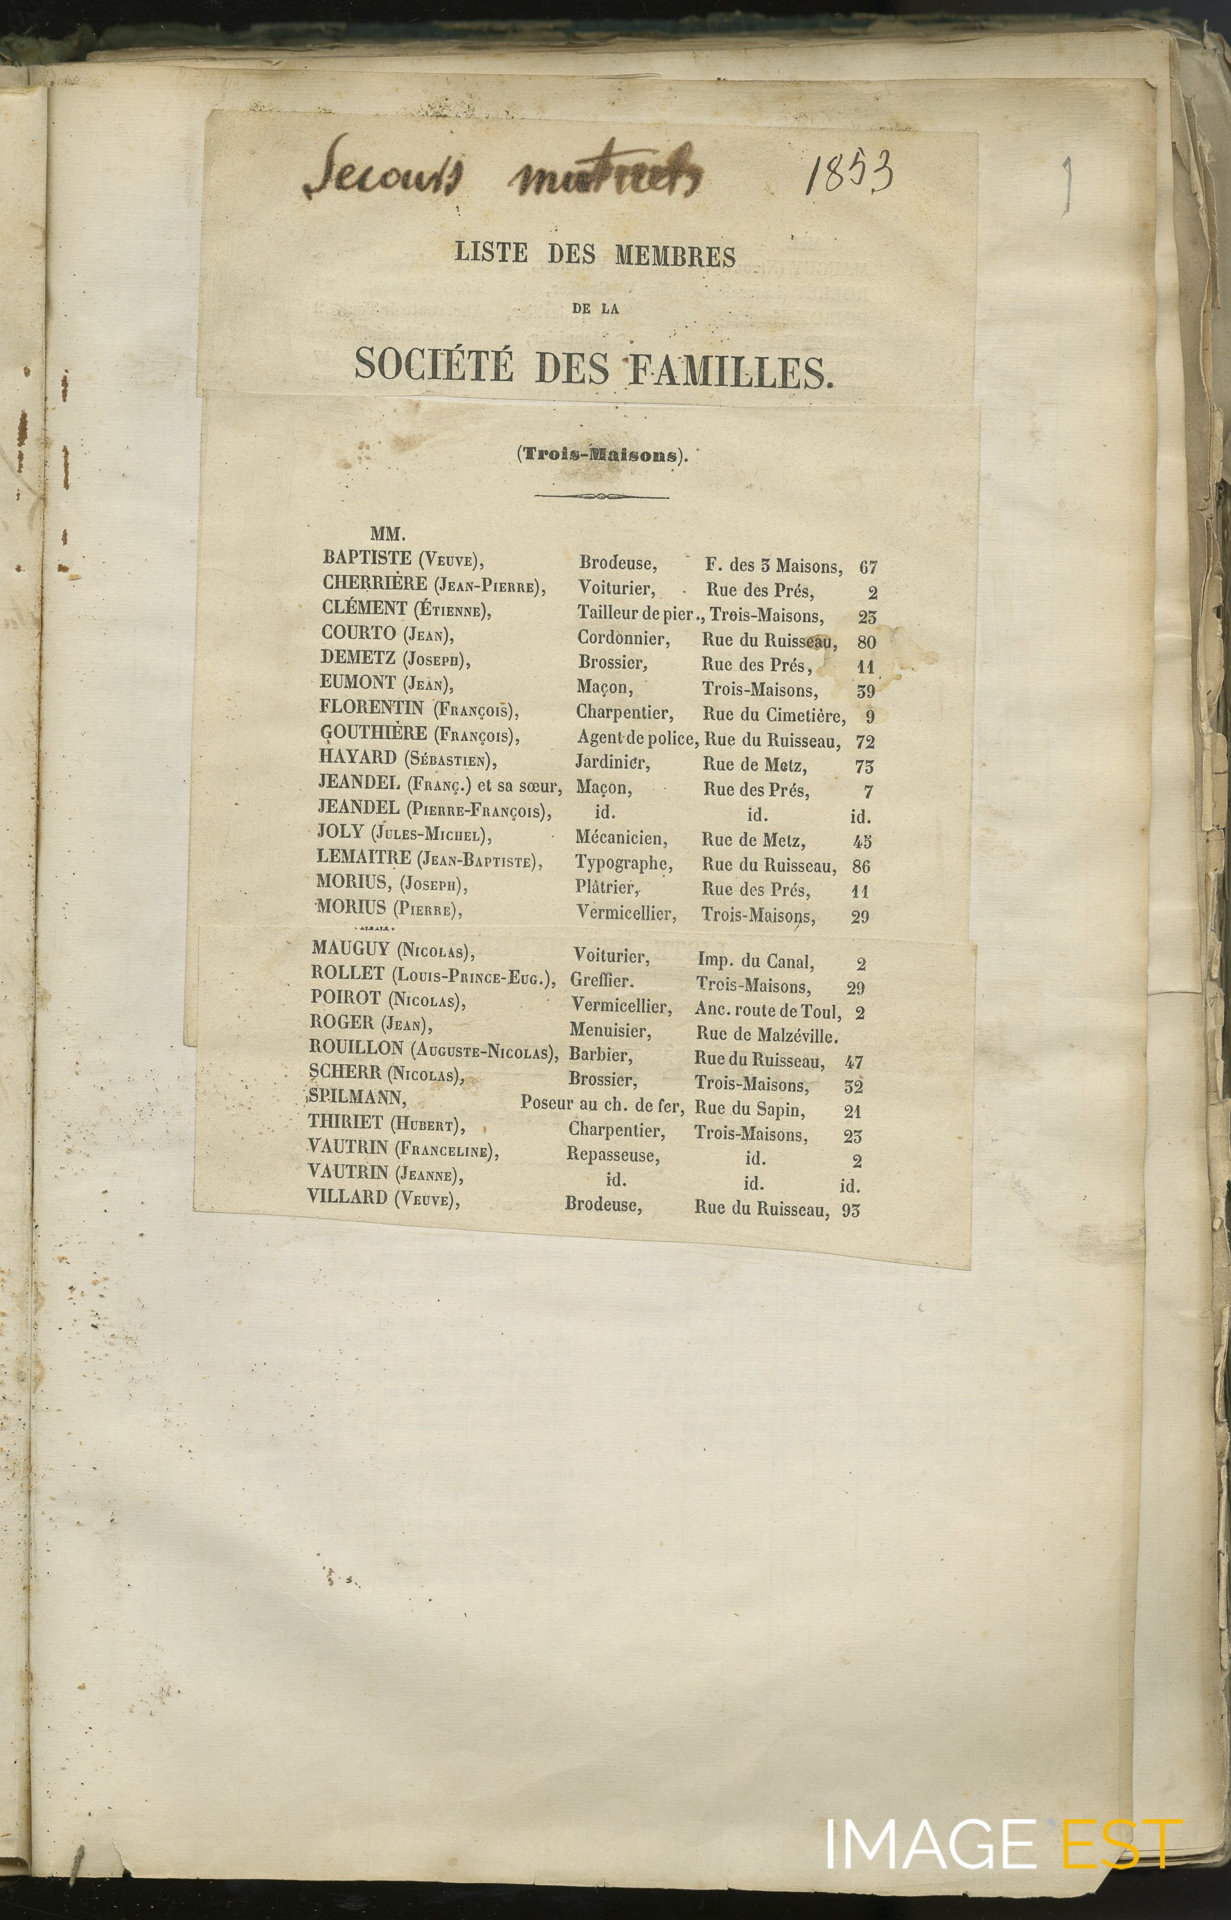 Secours mutuels 1853
1
LISTE DES MEMBRES
DE LA
SOCIÉTÉ DES FAMILLES.
(Trois-Maisons).
MM.
BAPTISTE (Veuve), Brodeuse, F. des 3 Maisons, 67
CHERRIÈRE (Jean-Pierre), Voiturier, Rue des Prés, 2
CLÉMENT (Étienne), Tailleur de pier., Trois-Maisons, 23
COURTO (Jean), Cordonnier, Rue du Ruisseau, 80
DEMETZ (Joseph), Brossier, Rue des Prés, 11
EUMONT (Jean), Maçon, Trois-Maisons, 39
FLORENTIN (François), Charpentier, Rue du Cimetière, 9
GOUTHIÈRE (François), Agent de police, Rue du Ruisseau, 72
HAYARD (Sébastien), Jardinier, Rue de Metz, 73
JEANDEL (Franç.) et sa sœur, Maçon, Rue des Prés, 7
JEANDEL (Pierre-François), id. id. id.
JOLY (Jules-Michel), Mécanicien, Rue de Metz, 45
LEMAITRE (Jean-Baptiste), Typographe, Rue du Ruisseau, 86
MORIUS, (Joseph), Plâtrier, Rue des Prés, 11
MORIUS (Pierre), Vermicellier, Trois-Maisons, 29
MAUGUY (Nicolas), Voiturier, Imp. du Canal, 2
ROLLET (Louis-Prince-Eug.), Greffier. Trois-Maisons, 29
POIROT (Nicolas), Vermicellier, Anc. route de Toul, 2
ROGER (Jean), Menuisier, Rue de Malzéville.
ROUILLON (Auguste-Nicolas), Barbier, Rue du Ruisseau, 47
SCHERR (Nicolas), Brossier, Trois-Maisons, 32
SPILMANN, Poseur au ch. de fer, Rue du Sapin, 21
THIRIET (Hubert), Charpentier, Trois-Maisons, 23
VAUTRIN (Franceline), Repasseuse, id. 2
VAUTRIN (Jeanne), id. id. id.
VILLARD (Veuve), Brodeuse, Rue du Ruisseau, 93
IMAGE EST